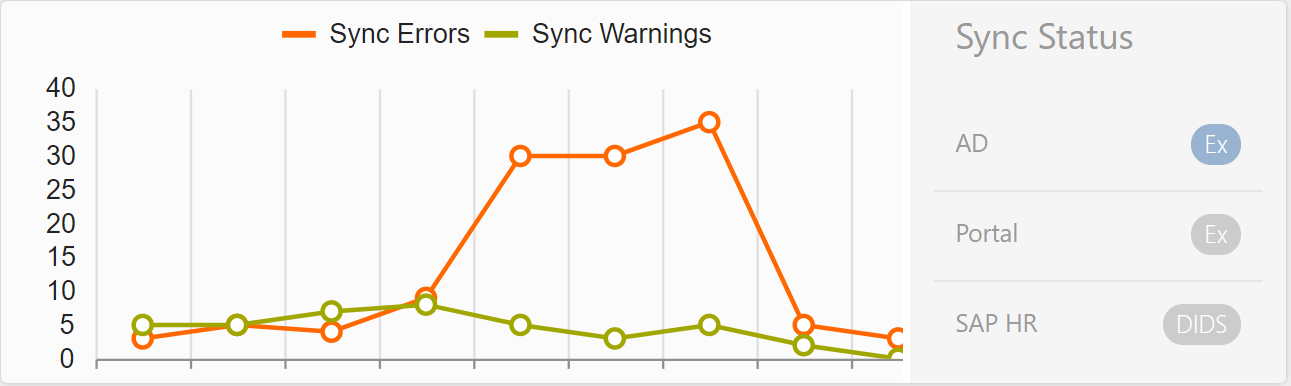 Sync Errors Sync Warnings
40
35
30
25
20
15
10
5
0
Sync Status
AD Ex
Portal Ex
SAP HR DIDS